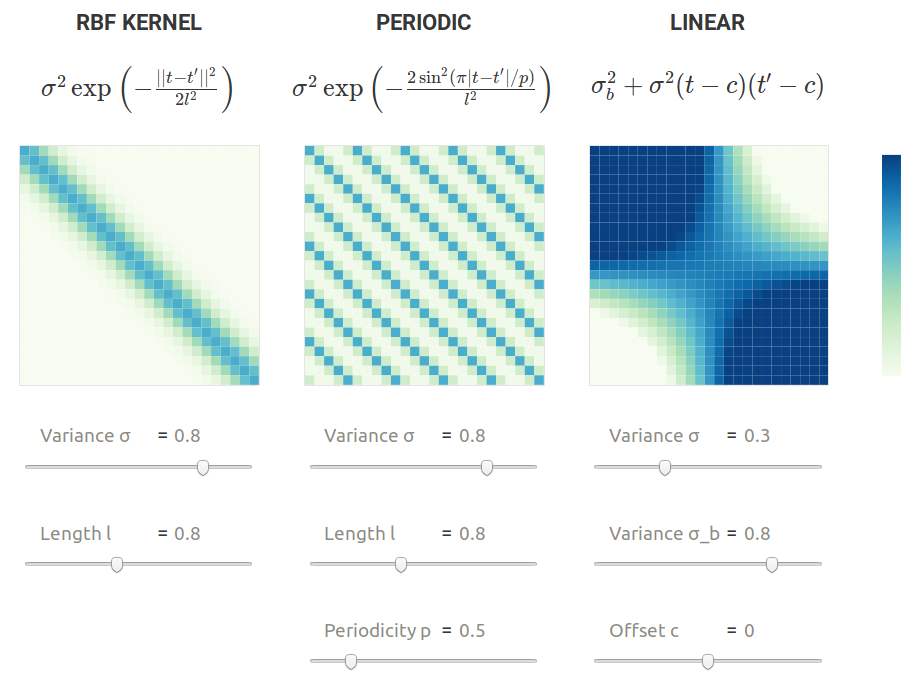 RBF KERNEL PERIODIC LINEAR
σ² exp(−||t−t′||²/2l²) σ² exp(−2 sin²(π|t−t′|/p)/l²) σ_b² + σ²(t − c)(t′ − c)
Variance σ = 0.8 Variance σ = 0.8 Variance σ = 0.3
Length l = 0.8 Length l = 0.8 Variance σ_b = 0.8
Periodicity p = 0.5 Offset c = 0